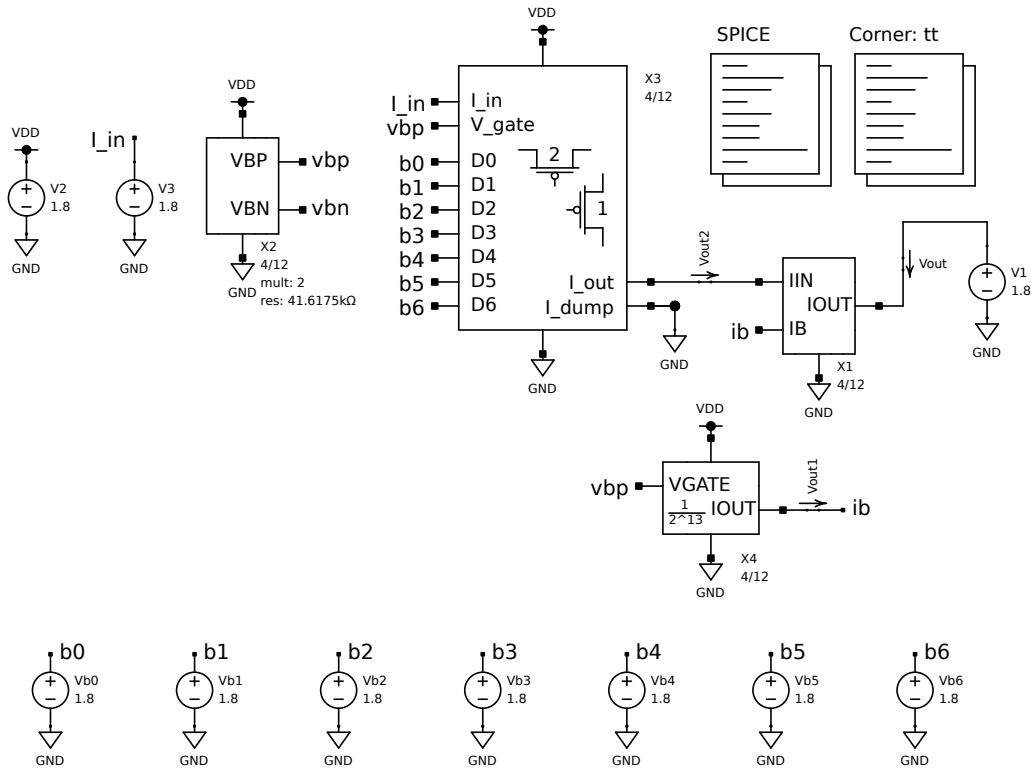 VDD
SPICE
Corner: tt
VDD
X3
4/12
I_in
I_in
vbp
V_gate
VDD
I_in
b0
D0
2
VBP
vbp
b1
D1
V2
1.8
V3
1.8
b2
D2
1
VBN
vbn
b3
D3
X2
4/12
mult: 2
res: 41.6175kΩ
GND
GND
GND
b4
D4
b5
D5
I_out
b6
D6
I_dump
Vout2
Vout
IIN
IOUT
V1
1.8
ib
IB
GND
GND
GND
X1
4/12
GND
VDD
vbp
VGATE
1
2^13
IOUT
Vout1
ib
X4
4/12
GND
b0
b1
b2
b3
b4
b5
b6
Vb0
1.8
Vb1
1.8
Vb2
1.8
Vb3
1.8
Vb4
1.8
Vb5
1.8
Vb6
1.8
GND
GND
GND
GND
GND
GND
GND
VDD